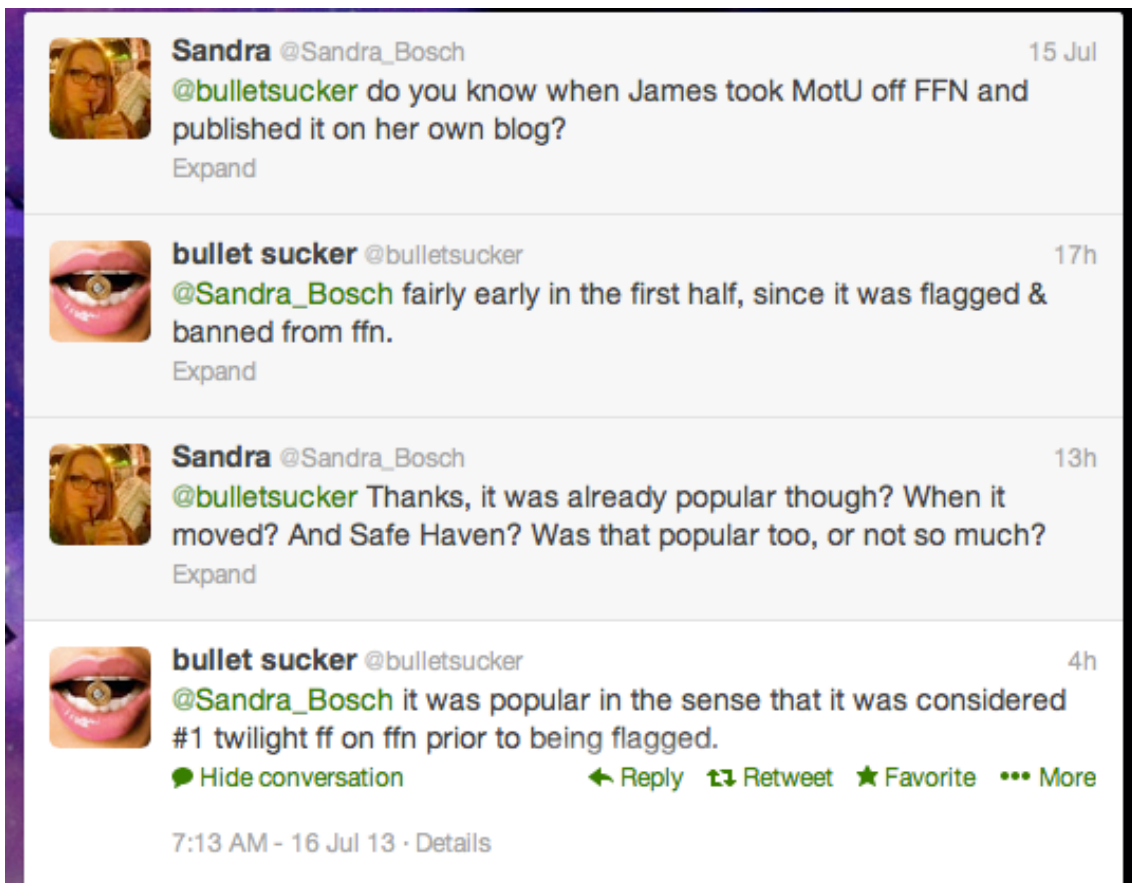 Sandra @Sandra_Bosch 15 Jul
@bulletsucker do you know when James took MotU off FFN and
published it on her own blog?
Expand
bullet sucker @bulletsucker 17h
@Sandra_Bosch fairly early in the first half, since it was flagged &
banned from ffn.
Expand
Sandra @Sandra_Bosch 13h
@bulletsucker Thanks, it was already popular though? When it
moved? And Safe Haven? Was that popular too, or not so much?
Expand
bullet sucker @bulletsucker 4h
@Sandra_Bosch it was popular in the sense that it was considered
#1 twilight ff on ffn prior to being flagged.
Hide conversation Reply Retweet Favorite More
7:13 AM - 16 Jul 13 · Details